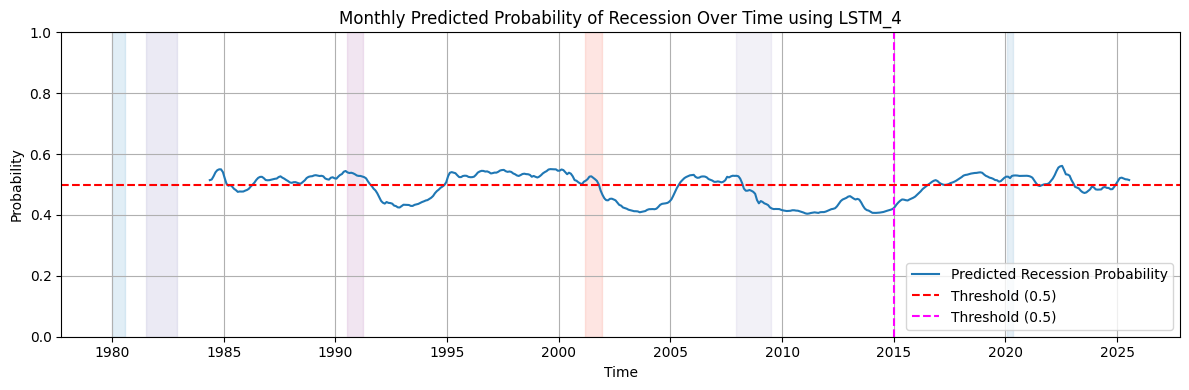 Monthly Predicted Probability of Recession Over Time using LSTM_4
1.0
0.8
0.6
0.4
0.2
0.0
Probability
1980 1985 1990 1995 2000 2005 2010 2015 2020 2025
Time
Predicted Recession Probability
Threshold (0.5)
Threshold (0.5)